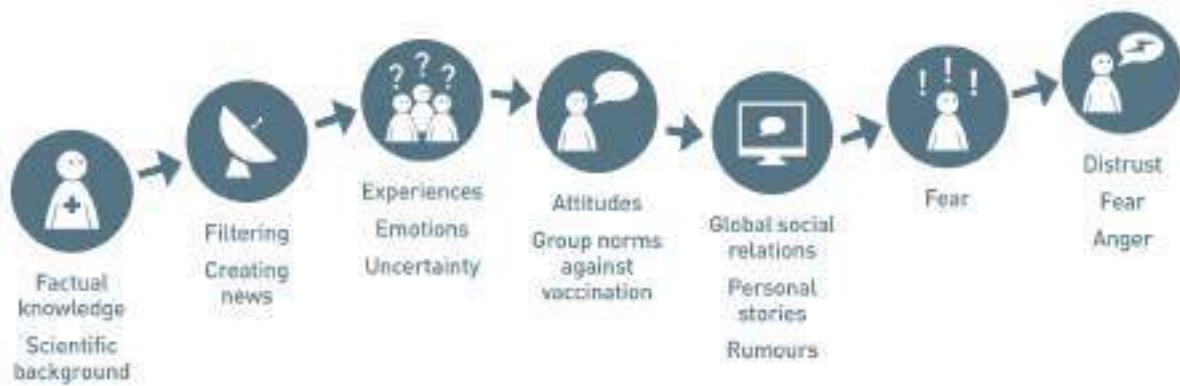 Factual
knowledge
Scientific
background
Filtering
Creating
news
? ? ?
Experiences
Emotions
Uncertainty
Attitudes
Group norms
against
vaccination
Global social
relations
Personal
stories
Rumours
! ! !
Fear
Distrust
Fear
Anger